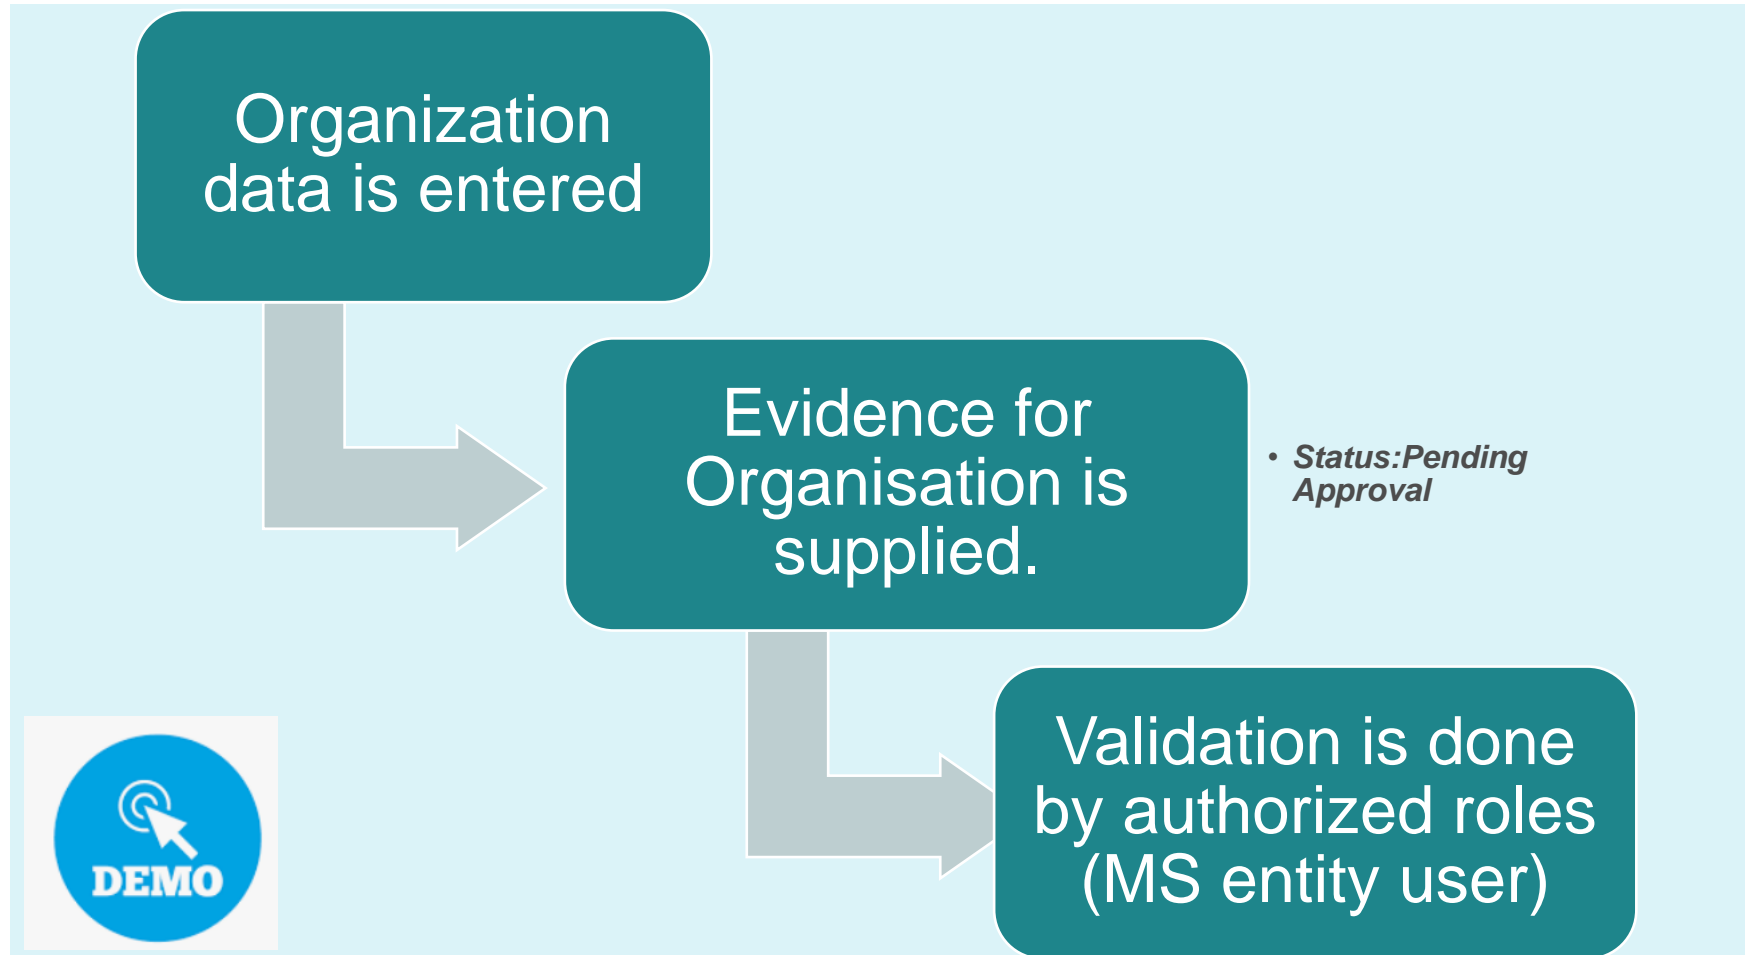 Organization
data is entered
Evidence for
Organisation is
supplied.
• Status:Pending
Approval
Validation is done
by authorized roles
(MS entity user)
DEMO